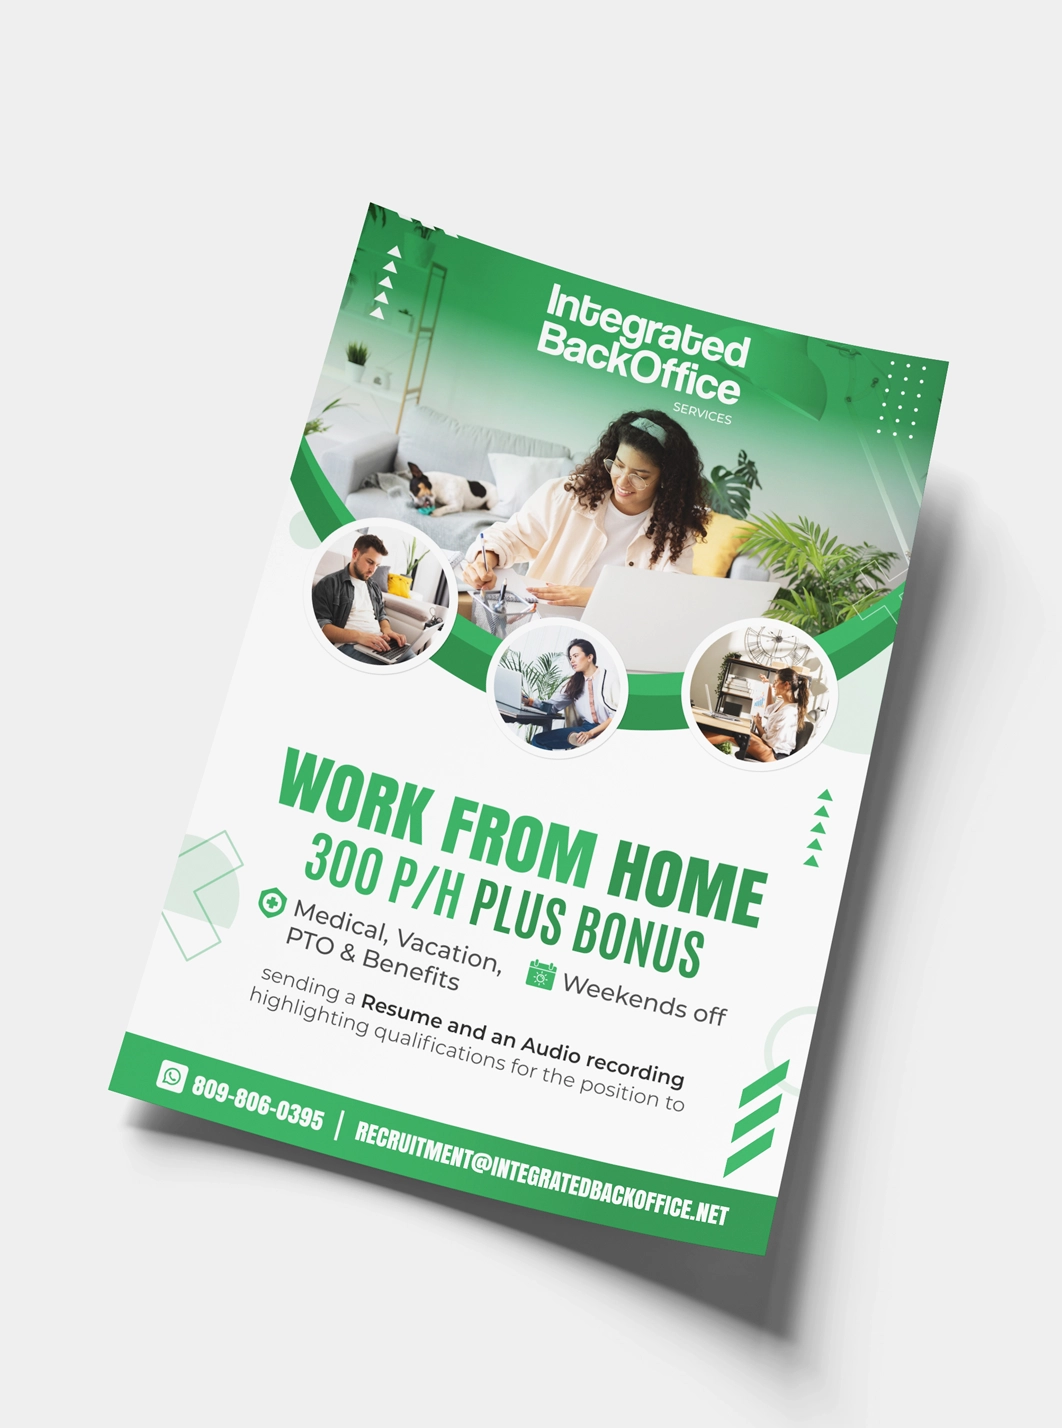 Integrated
BackOffice
SERVICES
WORK FROM HOME
300 P/H PLUS BONUS
Medical, Vacation,
PTO & Benefits
Weekends off
sending a Resume and an Audio recording
highlighting qualifications for the position to
809-806-0395 | RECRUITMENT@INTEGRATEDBACKOFFICE.NET